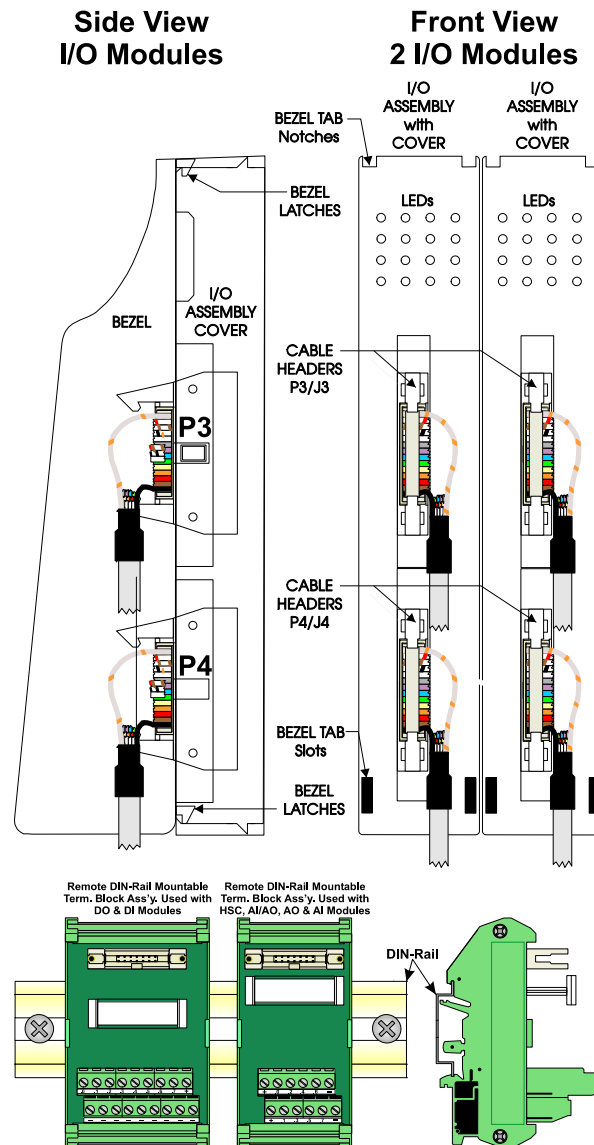 Side View
I/O Modules
Front View
2 I/O Modules
I/O
ASSEMBLY
with
COVER
I/O
ASSEMBLY
with
COVER
BEZEL TAB
Notches
BEZEL
LATCHES
LEDs
LEDs
I/O
ASSEMBLY
COVER
BEZEL
CABLE
HEADERS
P3/J3
P3
CABLE
HEADERS
P4/J4
P4
BEZEL TAB
Slots
BEZEL
LATCHES
Remote DIN-Rail Mountable
Term. Block Ass'y. Used with
DO & DI Modules
Remote DIN-Rail Mountable
Term. Block Ass'y. Used with
HSC, AI/AO, AO & AI Modules
DIN-Rail